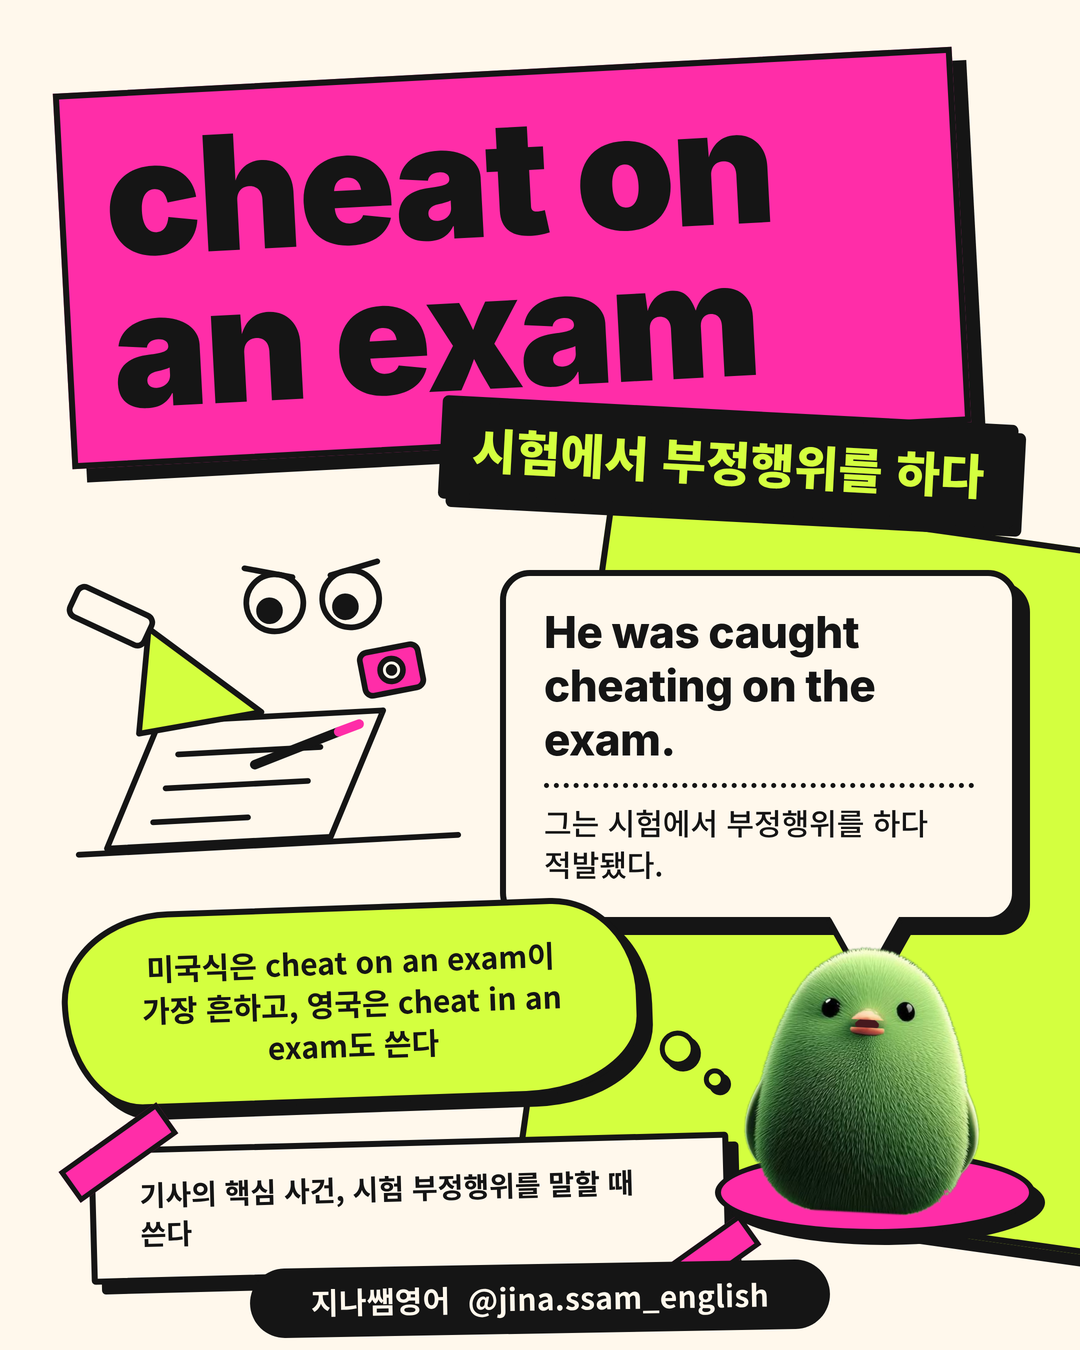 cheat on
an exam
시험에서 부정행위를 하다
He was caught
cheating on the
exam.
그는 시험에서 부정행위를 하다
적발됐다.
미국식은 cheat on an exam이
가장 흔하고, 영국은 cheat in an
exam도 쓴다
기사의 핵심 사건, 시험 부정행위를 말할 때
쓴다
지나쌤영어 @jina.ssam_english